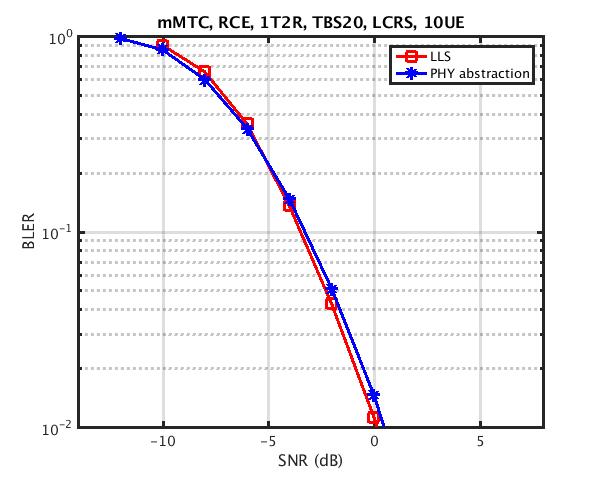 mMTC, RCE, 1T2R, TBS20, LCRS, 10UE
LLS
PHY abstraction
BLER
10^0
10^-1
10^-2
-10
-5
0
5
SNR (dB)